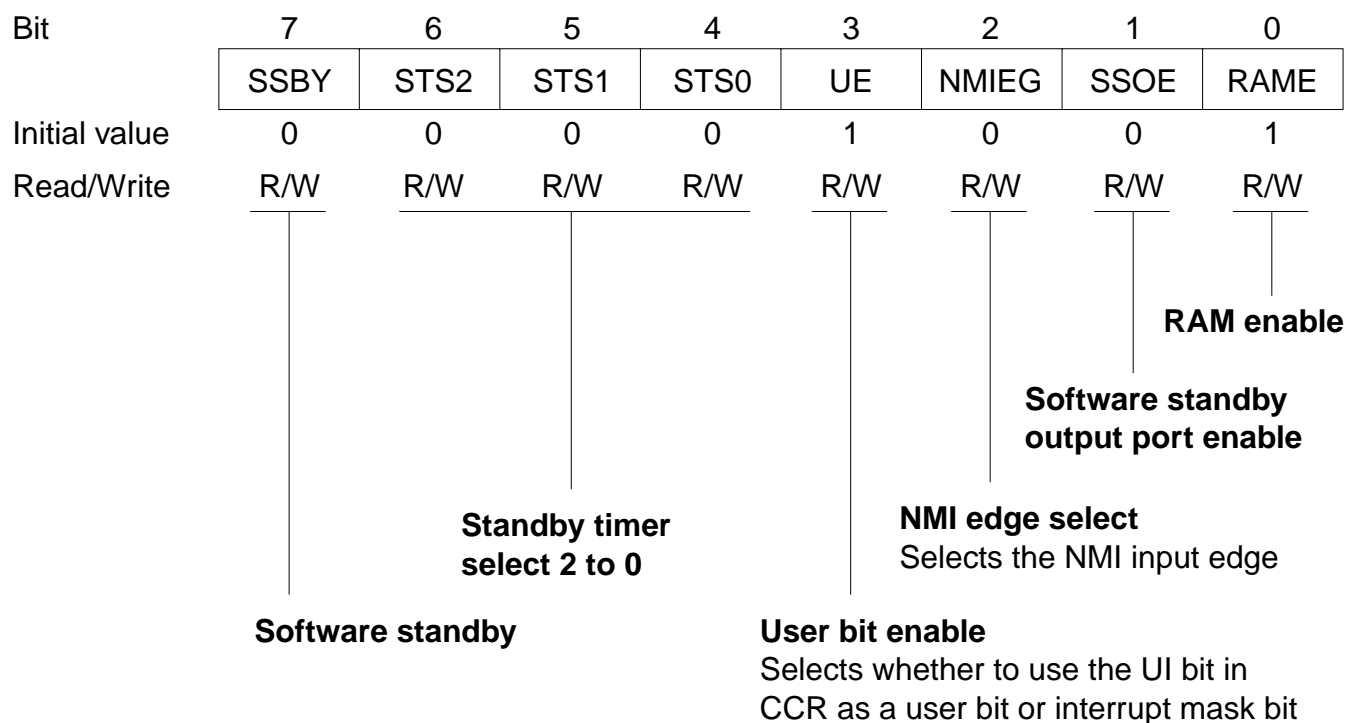 Bit 7 6 5 4 3 2 1 0
SSBY STS2 STS1 STS0 UE NMIEG SSOE RAME
Initial value 0 0 0 0 1 0 0 1
Read/Write R/W R/W R/W R/W R/W R/W R/W R/W
RAM enable
Software standby
output port enable
NMI edge select
Selects the NMI input edge
Standby timer
select 2 to 0
Software standby
User bit enable
Selects whether to use the UI bit in
CCR as a user bit or interrupt mask bit